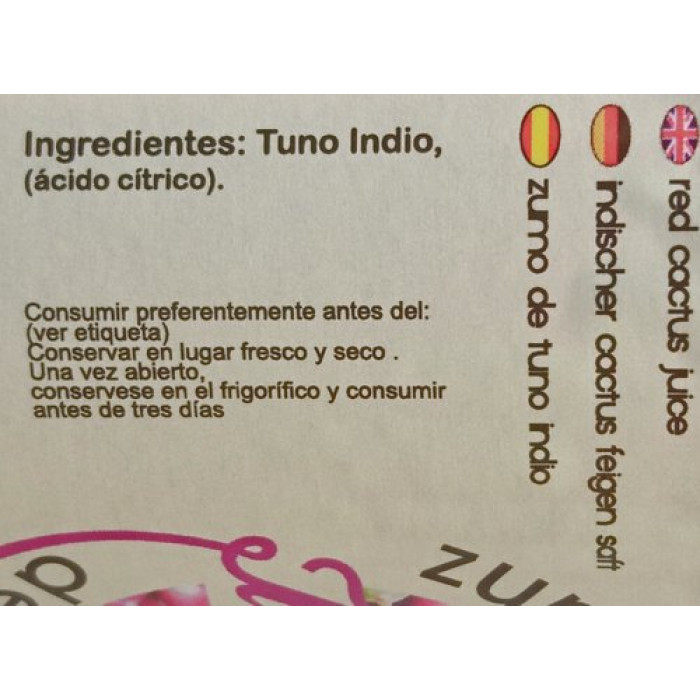 Ingredientes: Tuno Indio,
(ácido cítrico).
Consumir preferentemente antes del:
(ver etiqueta)
Conservar en lugar fresco y seco .
Una vez abierto,
conservese en el frigorífico y consumir
antes de tres días
zumo de tuno indio
indischer cactus feigen saft
red cactus juice